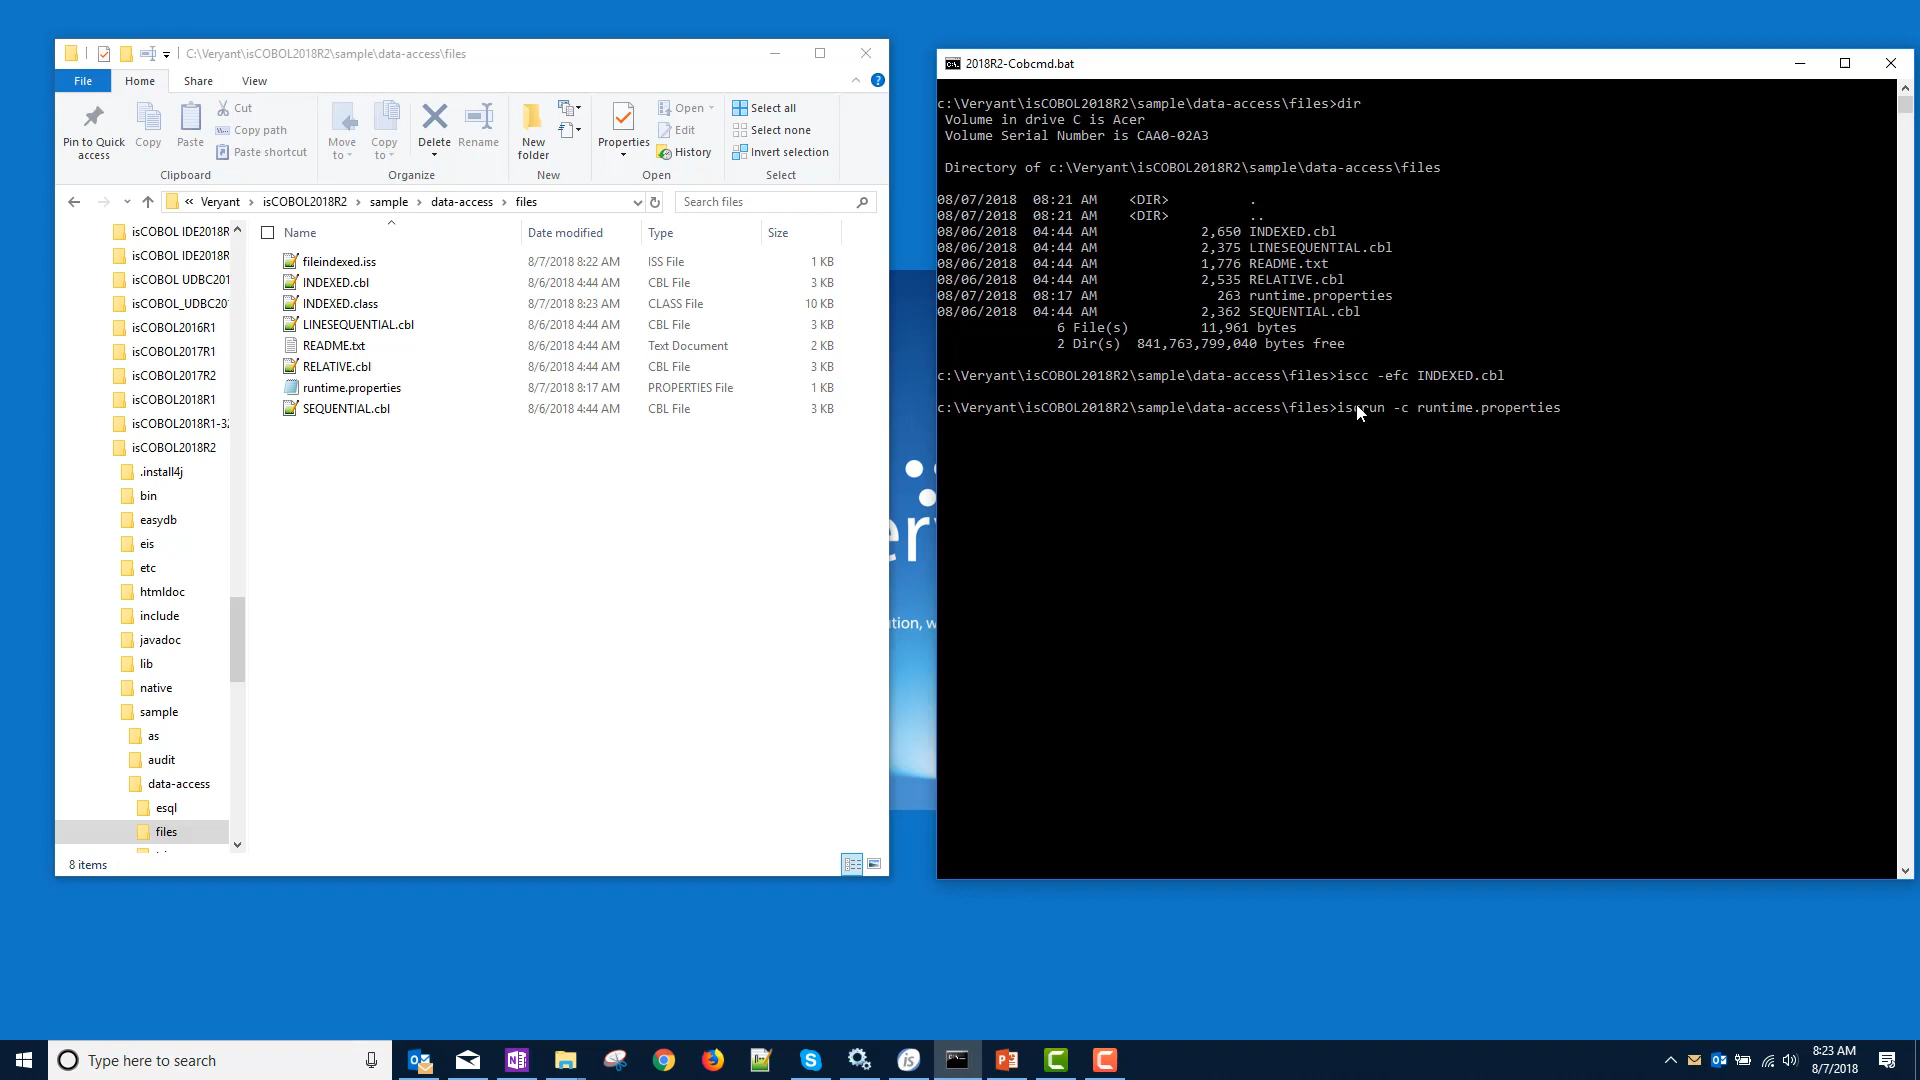 C:\Veryant\isCOBOL2018R2\sample\data-access\files
File Home Share View
Pin to Quick access
Copy
Paste
Cut
Copy path
Paste shortcut
Clipboard
Move to
Copy to
Delete
Rename
Organize
New folder
New
Properties
Open
Edit
History
Open
Select all
Select none
Invert selection
Select
« Veryant > isCOBOL2018R2 > sample > data-access > files
Search files
isCOBOL IDE2018R
isCOBOL IDE2018R
isCOBOL UDBC201
isCOBOL_UDBC20
isCOBOL2016R1
isCOBOL2017R1
isCOBOL2017R2
isCOBOL2018R1
isCOBOL2018R1-32
isCOBOL2018R2
.install4j
bin
easydb
eis
etc
htmldoc
include
javadoc
lib
native
sample
as
audit
data-access
esql
files
Name Date modified Type Size
fileindexed.iss 8/7/2018 8:22 AM ISS File 1 KB
INDEXED.cbl 8/6/2018 4:44 AM CBL File 3 KB
INDEXED.class 8/7/2018 8:23 AM CLASS File 10 KB
LINESEQUENTIAL.cbl 8/6/2018 4:44 AM CBL File 3 KB
README.txt 8/6/2018 4:44 AM Text Document 2 KB
RELATIVE.cbl 8/6/2018 4:44 AM CBL File 3 KB
runtime.properties 8/7/2018 8:17 AM PROPERTIES File 1 KB
SEQUENTIAL.cbl 8/6/2018 4:44 AM CBL File 3 KB
8 items
er
ition, w
2018R2-Cobcmd.bat
c:\Veryant\isCOBOL2018R2\sample\data-access\files>dir
Volume in drive C is Acer
Volume Serial Number is CAA0-02A3
Directory of c:\Veryant\isCOBOL2018R2\sample\data-access\files
08/07/2018 08:21 AM <DIR> .
08/07/2018 08:21 AM <DIR> ..
08/06/2018 04:44 AM 2,650 INDEXED.cbl
08/06/2018 04:44 AM 2,375 LINESEQUENTIAL.cbl
08/06/2018 04:44 AM 1,776 README.txt
08/06/2018 04:44 AM 2,535 RELATIVE.cbl
08/07/2018 08:17 AM 263 runtime.properties
08/06/2018 04:44 AM 2,362 SEQUENTIAL.cbl
6 File(s) 11,961 bytes
2 Dir(s) 841,763,799,040 bytes free
c:\Veryant\isCOBOL2018R2\sample\data-access\files>iscc -efc INDEXED.cbl
c:\Veryant\isCOBOL2018R2\sample\data-access\files>iscrun -c runtime.properties
Type here to search
8:23 AM
8/7/2018